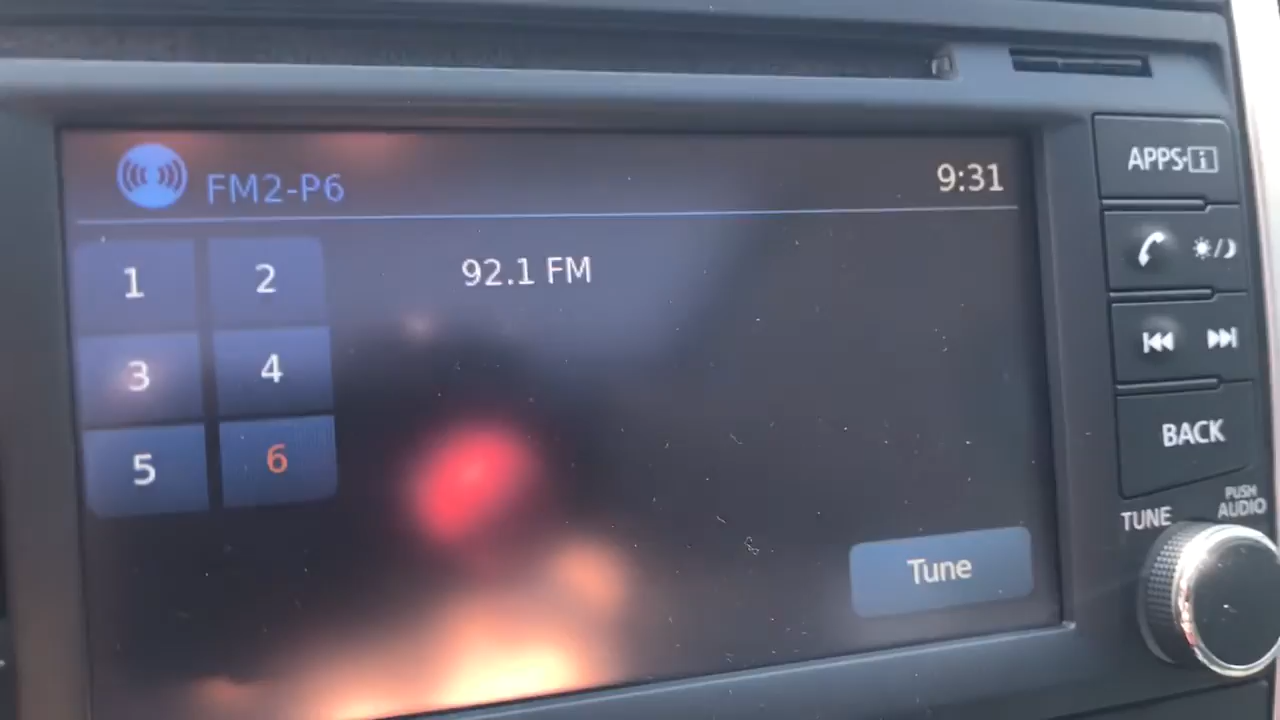 FM2-P6
9:31
92.1 FM
1 2
3 4
5 6
Tune
APPS·i
BACK
TUNE
PUSH
AUDIO